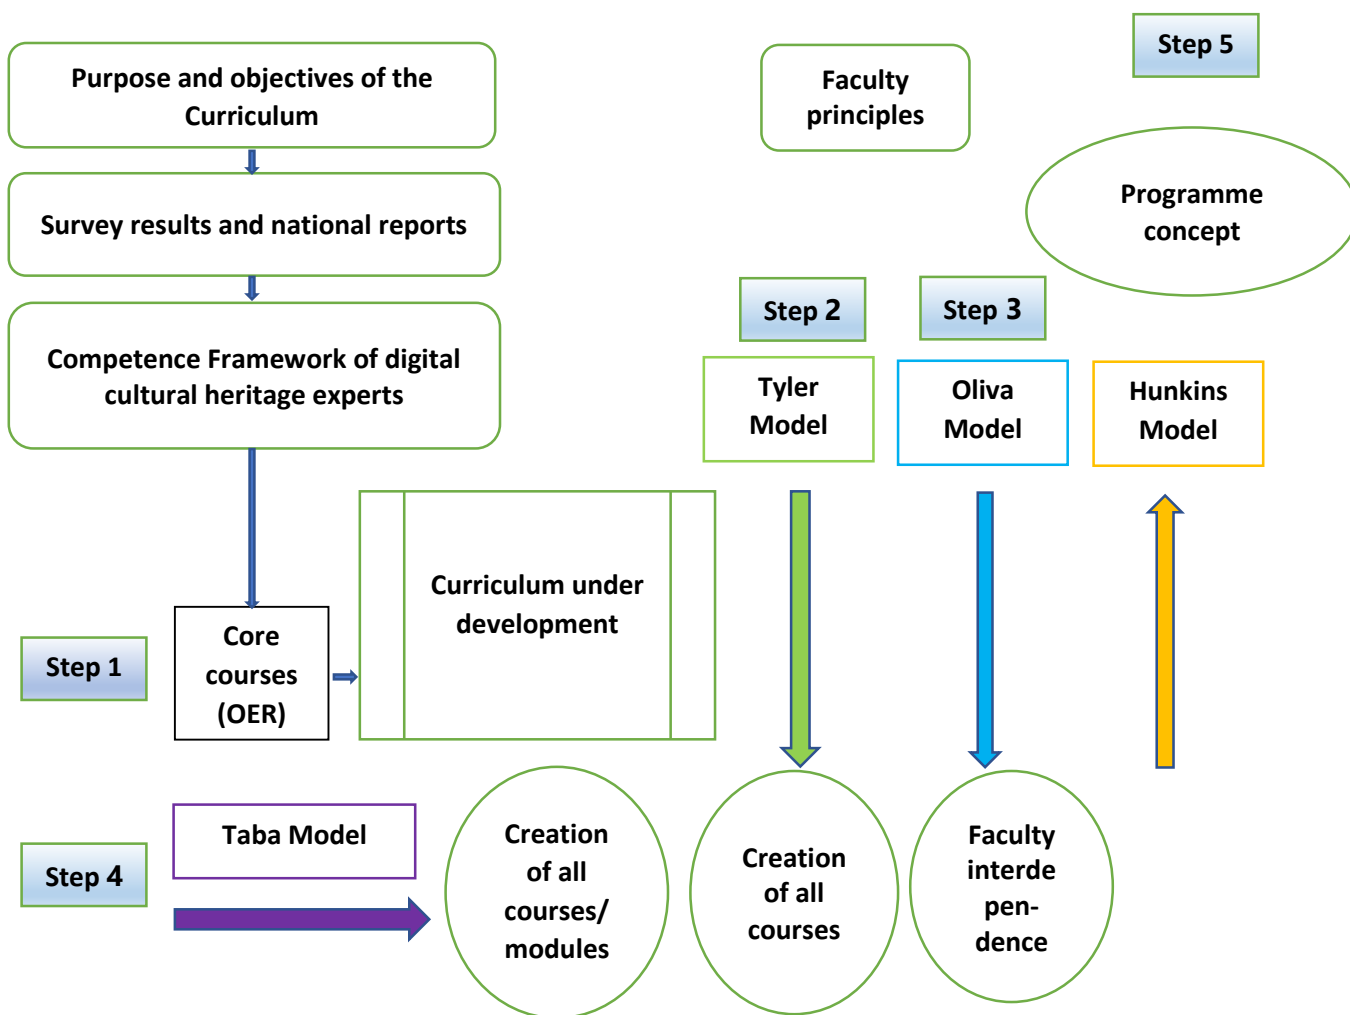 Purpose and objectives of the
Curriculum
Survey results and national reports
Competence Framework of digital
cultural heritage experts
Faculty
principles
Step 5
Programme
concept
Step 2
Step 3
Tyler
Model
Oliva
Model
Hunkins
Model
Curriculum under
development
Step 1
Core
courses
(OER)
Step 4
Taba Model
Creation
of all
courses/
modules
Creation
of all
courses
Faculty
interde
pen-
dence